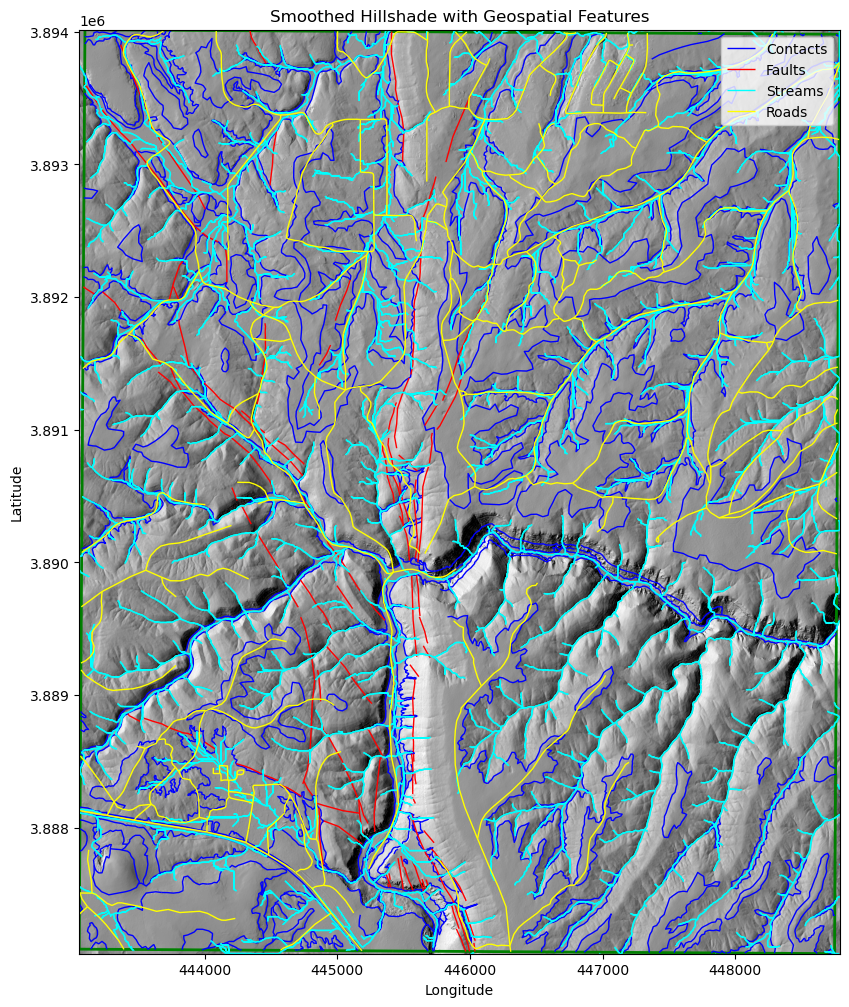 Smoothed Hillshade with Geospatial Features
1e6
3.894
3.893
3.892
3.891
3.890
3.889
3.888
Latitude
Contacts
Faults
Streams
Roads
444000 445000 446000 447000 448000
Longitude